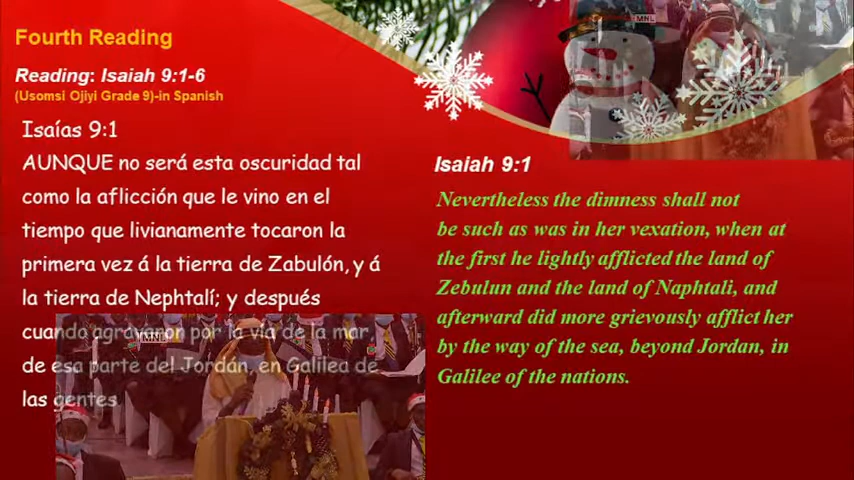 MNL
Fourth Reading
Reading: Isaiah 9:1-6
(Usomsi Ojiyi Grade 9)-in Spanish
Isaías 9:1
AUNQUE no será esta oscuridad tal
como la aflicción que le vino en el
tiempo que livianamente tocaron la
primera vez á la tierra de Zabulón, y á
la tierra de Nephtalí; y después
cuando agravaron por la vía de la mar
de esa parte del Jordán, en Galilea de
las gentes
Isaiah 9:1
Nevertheless the dimness shall not
be such as was in her vexation, when at
the first he lightly afflicted the land of
Zebulun and the land of Naphtali, and
afterward did more grievously afflict her
by the way of the sea, beyond Jordan, in
Galilee of the nations.
MNL